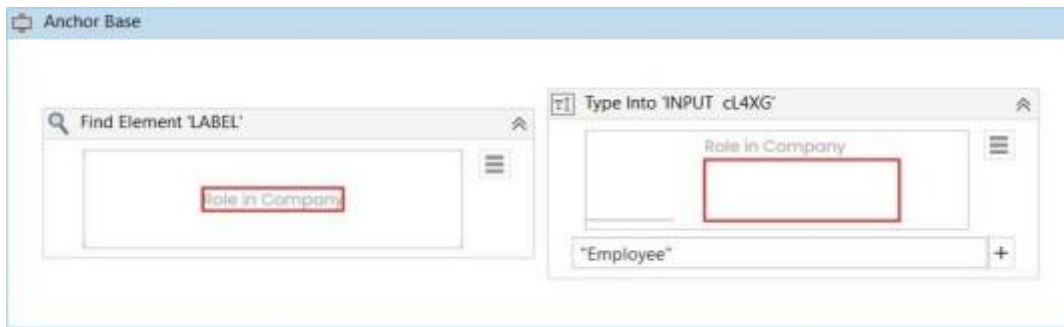 Anchor Base
Find Element 'LABEL'
Role in Company
Type Into 'INPUT cL4XG'
Role in Company
"Employee"
+